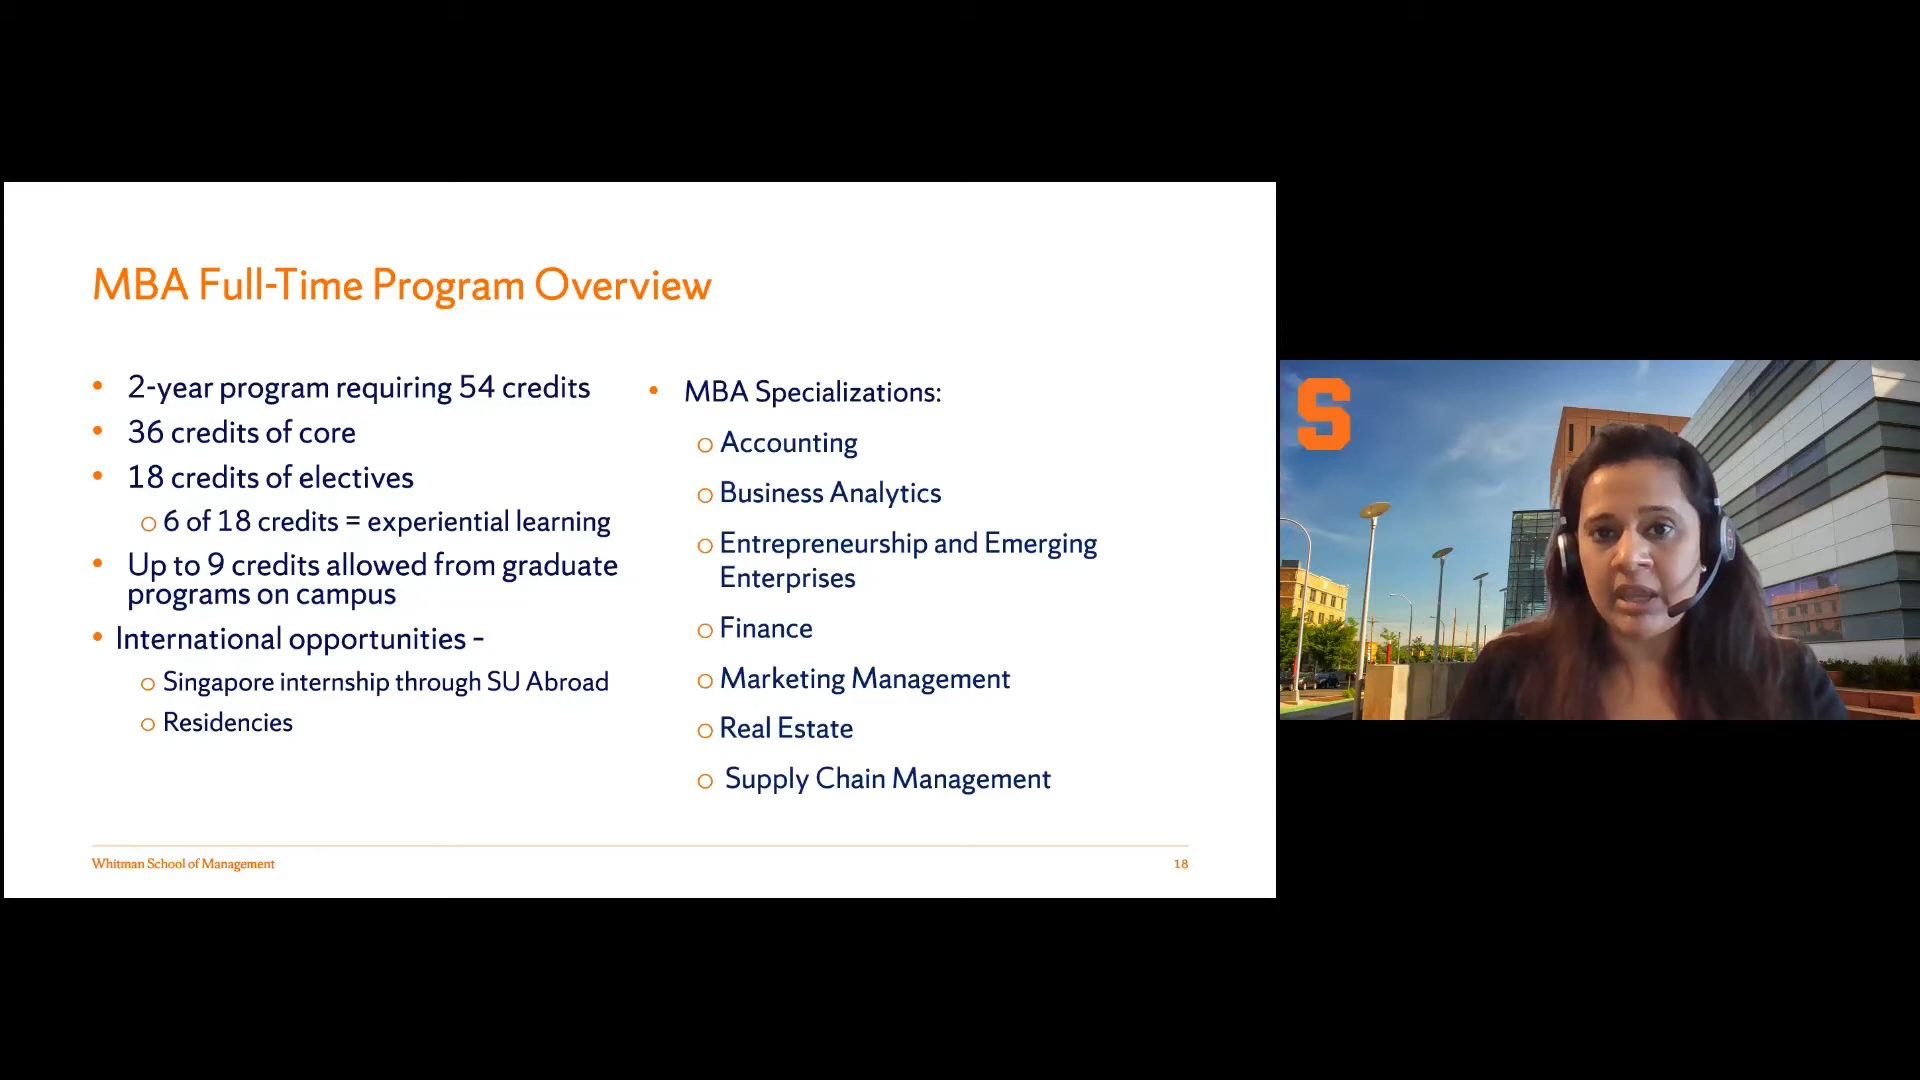 MBA Full-Time Program Overview
• 2-year program requiring 54 credits
• 36 credits of core
• 18 credits of electives
o 6 of 18 credits = experiential learning
• Up to 9 credits allowed from graduate
programs on campus
• International opportunities –
o Singapore internship through SU Abroad
o Residencies
• MBA Specializations:
o Accounting
o Business Analytics
o Entrepreneurship and Emerging
Enterprises
o Finance
o Marketing Management
o Real Estate
o Supply Chain Management
Whitman School of Management
18
S